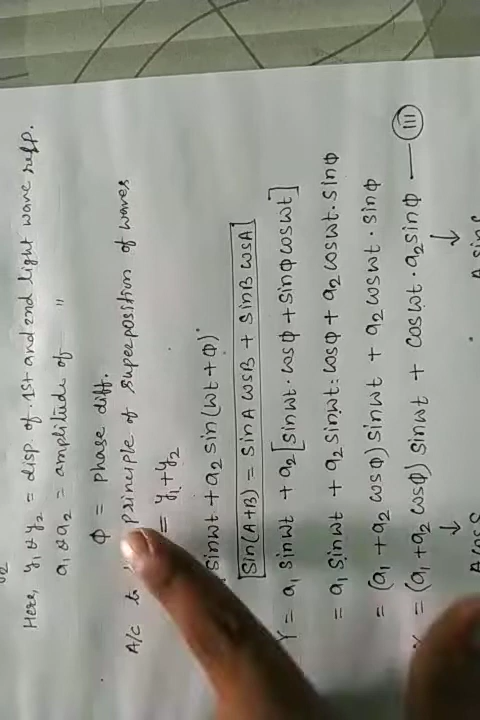 Here, y₁ & y₂ = disp. of 1st and 2nd light wave resp.
a₁ & a₂ = amplitude of "
ϕ = phase diff.
A/c to principle of superposition of waves
= y₁ + y₂
sinωt + a₂ sin(ωt + ϕ)
Sin(A+B) = sinA cosB + sinB cosA
Y = a₁ sinωt + a₂[sinωt · cosϕ + sinϕ cosωt]
= a₁ sinωt + a₂ sinωt · cosϕ + a₂ cosωt · sinϕ
= (a₁ + a₂ cosϕ) sinωt + a₂ cosωt · sinϕ
= (a₁ + a₂ cosϕ) sinωt + cosωt · a₂ sinϕ — (III)
↓ ↓